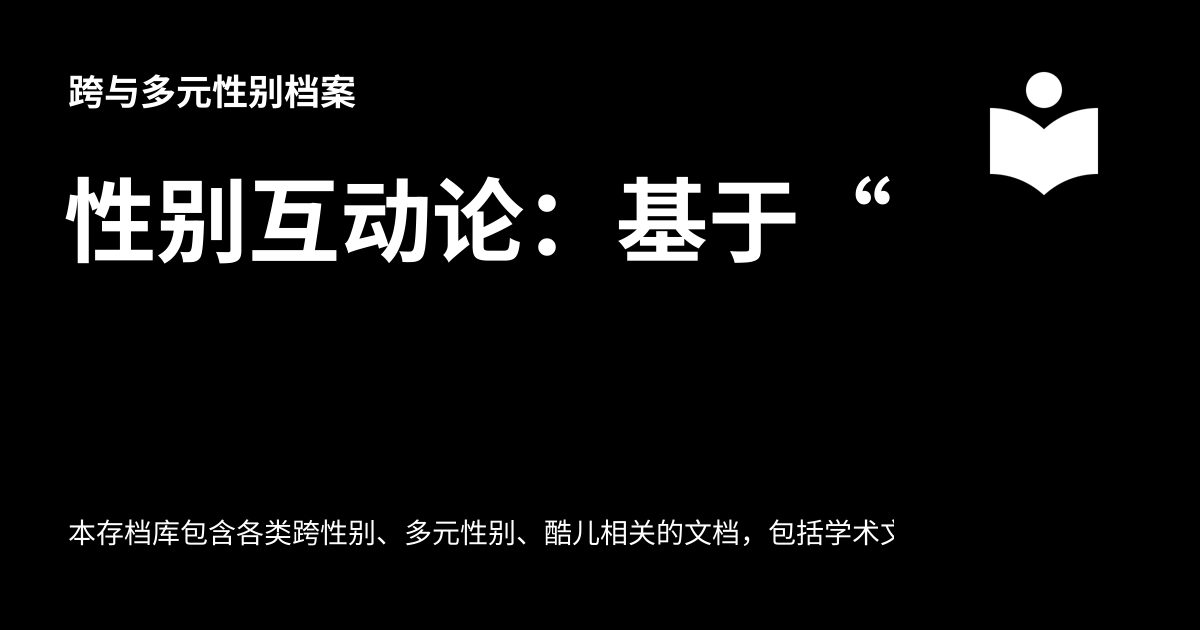 跨与多元性别档案
性别互动论：基于“
本存档库包含各类跨性别、多元性别、酷儿相关的文档，包括学术